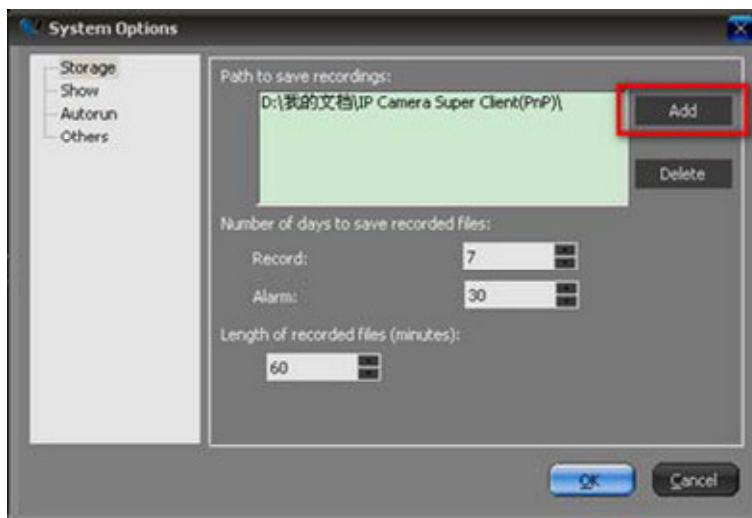 System Options
Storage
Show
Autorun
Others
Path to save recordings:
D:\我的文档\IP Camera Super Client(PnP)\
Add
Delete
Number of days to save recorded files:
Record:
7
Alarm:
30
Length of recorded files (minutes):
60
OK
Cancel